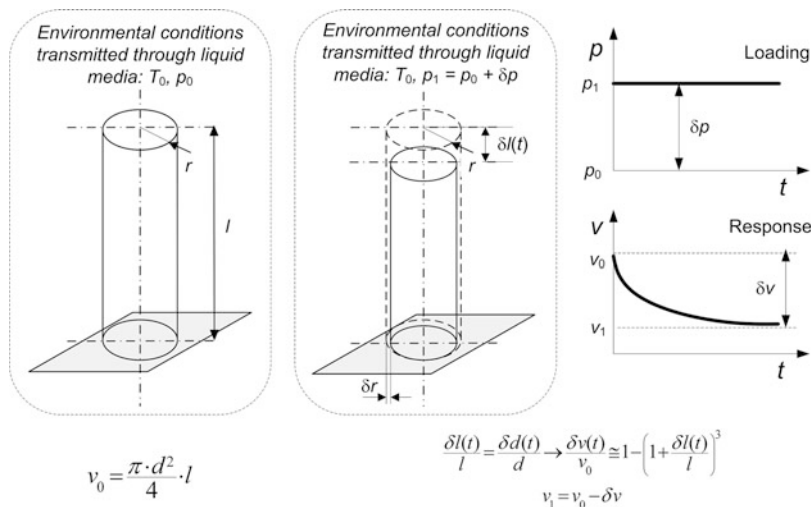 Environmental conditions
transmitted through liquid
media: T₀, p₀
r
l
Environmental conditions
transmitted through liquid
media: T₀, p₁ = p₀ + δp
δl(t)
r
δr
p
Loading
p₁
δp
p₀
t
v
Response
v₀
δv
v₁
t
v₀ = π·d²/4 · l
δl(t)/l = δd(t)/d → δv(t)/v₀ ≅ 1−(1+δl(t)/l)³
v₁ = v₀ − δv